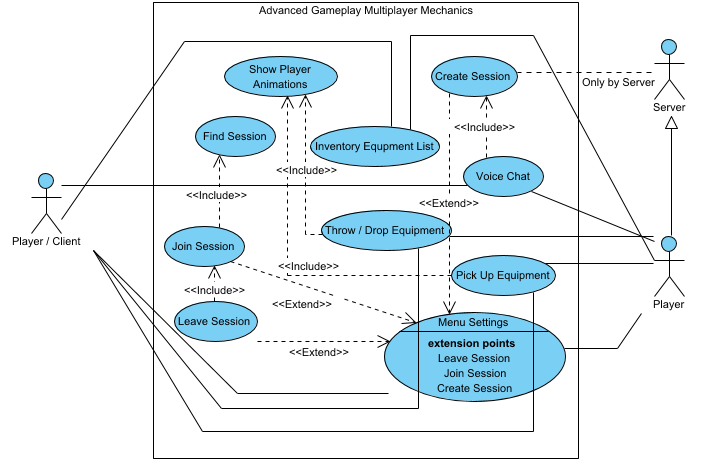 Advanced Gameplay Multiplayer Mechanics
Show Player
Animations
Create Session
Only by Server
Server
Find Session
Inventory Equpment List
<<Include>>
<<Include>>
Voice Chat
<<Include>>
<<Extend>>
Player / Client
Join Session
Throw / Drop Equipment
<<Include>>
Pick Up Equipment
<<Include>>
<<Extend>>
Player
Leave Session
Menu Settings
extension points
Leave Session
Join Session
Create Session
<<Extend>>